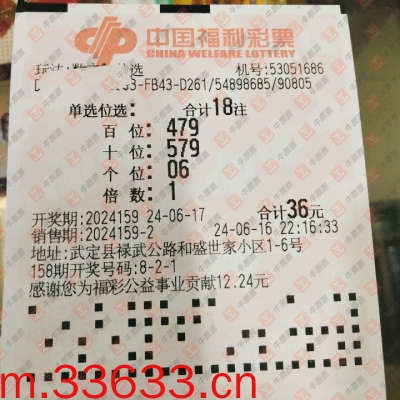 中国福利彩票
CHINA WELFARE LOTTERY
机号:53051686
-FB43-D261/54898685/90805
单选位选: 合计18注
百 位: 479
十 位: 579
个 位: 06
倍 数: 1
开奖期:2024159 24-06-17 合计36元
销售期:2024159-2 24-06-16 22:16:33
地址:武定县禄武公路和盛世家小区1-6号
158期开奖号码:8-2-1
感谢您为福彩公益事业贡献12.24元
m.33633.cn